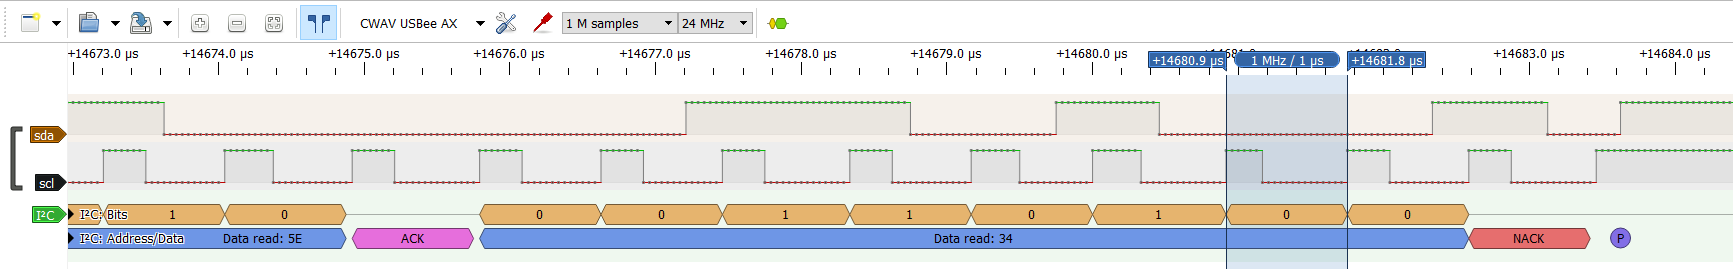 CWAV USBee AX 1 M samples 24 MHz
+14673.0 µs +14674.0 µs +14675.0 µs +14676.0 µs +14677.0 µs +14678.0 µs +14679.0 µs +14680.0 µs +14680.9 µs 1 MHz / 1 µs +14681.8 µs +14683.0 µs +14684.0 µs
sda
scl
I²C I²C: Bits 1 0 0 0 1 1 0 1 0 0
I²C: Address/Data Data read: 5E ACK Data read: 34 NACK P